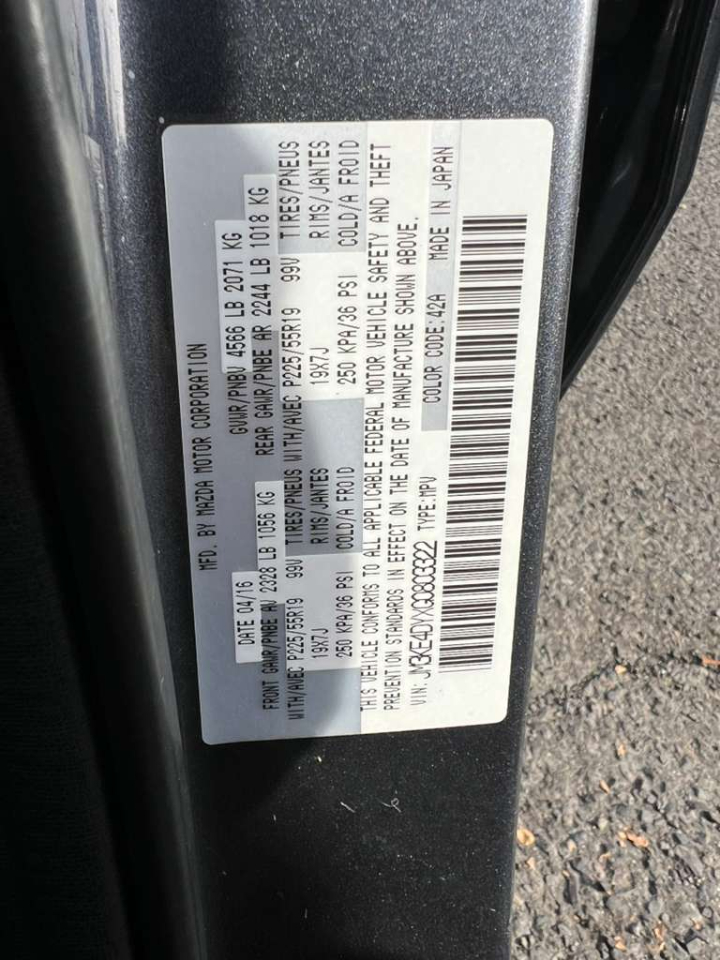 MFD. BY MAZDA MOTOR CORPORATION
DATE 04/16 GVWR/PNBV 4566 LB 2071 KG
FRONT GAWR/PNBE AV 2328 LB 1056 KG REAR GAWR/PNBE AR 2244 LB 1018 KG
WITH/AVEC P225/55R19 99V TIRES/PNEUS WITH/AVEC P225/55R19 99V TIRES/PNEUS
19X7J RIMS/JANTES 19X7J RIMS/JANTES
250 KPA/36 PSI COLD/A FROID 250 KPA/36 PSI COLD/A FROID
THIS VEHICLE CONFORMS TO ALL APPLICABLE FEDERAL MOTOR VEHICLE SAFETY AND THEFT
PREVENTION STANDARDS IN EFFECT ON THE DATE OF MANUFACTURE SHOWN ABOVE.
VIN: JM3KE4DYXG0803322 TYPE:MPV COLOR CODE:42A MADE IN JAPAN